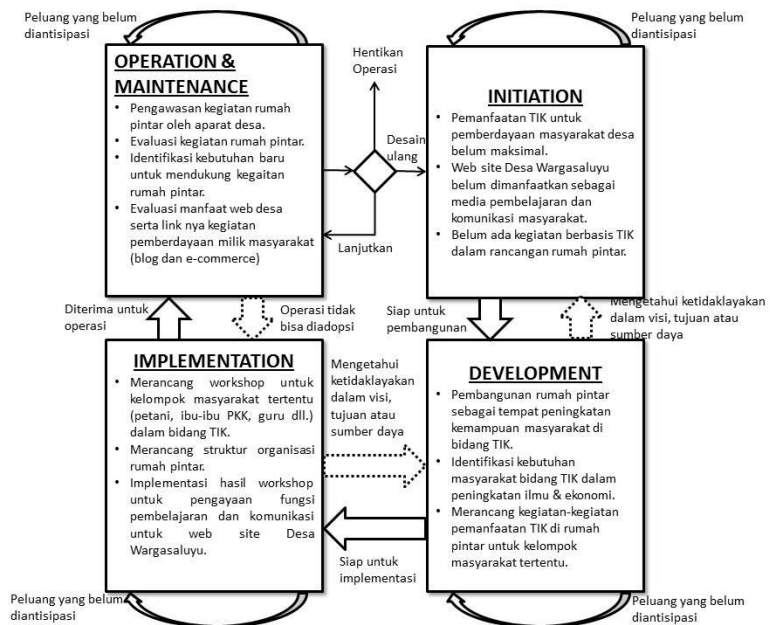 Peluang yang belum
diantisipasi
OPERATION &
MAINTENANCE
• Pengawasan kegiatan rumah
pintar oleh aparat desa.
• Evaluasi kegiatan rumah pintar.
• Identifikasi kebutuhan baru
untuk mendukung kegaitan
rumah pintar.
• Evaluasi manfaat web desa
serta link nya kegiatan
pemberdayaan milik masyarakat
(blog dan e-commerce)
Hentikan
Operasi
Desain
ulang
Lanjutkan
Peluang yang belum
diantisipasi
INITIATION
• Pemanfaatan TIK untuk
pemberdayaan masyarakat desa
belum maksimal.
• Web site Desa Wargasaluyu
belum dimanfaatkan sebagai
media pembelajaran dan
komunikasi masyarakat.
• Belum ada kegiatan berbasis TIK
dalam rancangan rumah pintar.
Diterima untuk
operasi
Operasi tidak
bisa diadopsi
Siap untuk
pembangunan
Mengetahui ketidaklayakan
dalam visi, tujuan atau
sumber daya
IMPLEMENTATION
• Merancang workshop untuk
kelompok masyarakat tertentu
(petani, ibu-ibu PKK, guru dll.)
dalam bidang TIK.
• Merancang struktur organisasi
rumah pintar.
• Implementasi hasil workshop
untuk pengayaan fungsi
pembelajaran dan komunikasi
untuk web site Desa
Wargasaluyu.
Mengetahui
ketidaklayakan
dalam visi,
tujuan atau
sumber daya
Siap untuk
implementasi
DEVELOPMENT
• Pembangunan rumah pintar
sebagai tempat peningkatan
kemampuan masyarakat di
bidang TIK.
• Identifikasi kebutuhan
masyarakat bidang TIK dalam
peningkatan ilmu & ekonomi.
• Merancang kegiatan-kegiatan
pemanfaatan TIK di rumah
pintar untuk kelompok
masyarakat tertentu.
Peluang yang belum
diantisipasi
Peluang yang belum
diantisipasi